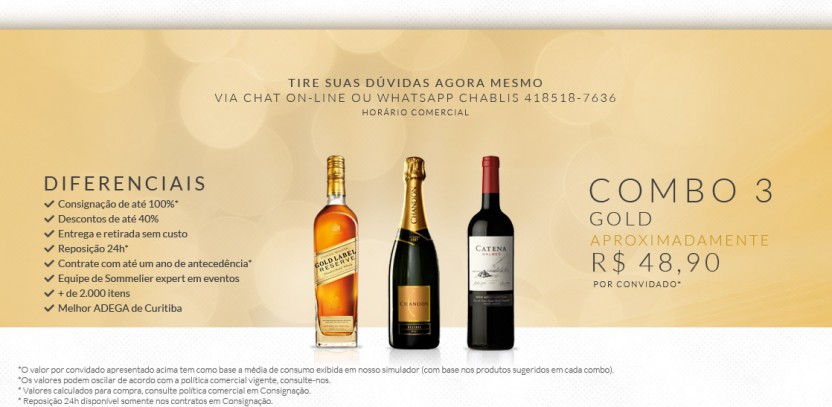 TIRE SUAS DÚVIDAS AGORA MESMO
VIA CHAT ON-LINE OU WHATSAPP CHABLIS 418518-7636
HORÁRIO COMERCIAL
DIFERENCIAIS
✓ Consignação de até 100%*
✓ Descontos de até 40%
✓ Entrega e retirada sem custo
✓ Reposição 24h*
✓ Contrate com até um ano de antecedência*
✓ Equipe de Sommelier expert em eventos
✓ + de 2.000 itens
✓ Melhor ADEGA de Curitiba
GOLD LABEL
RESERVE
CHANDON
CHANDON
CATENA
MALBEC
COMBO 3
GOLD
APROXIMADAMENTE
R$ 48,90
POR CONVIDADO*
*O valor por convidado apresentado acima tem como base a média de consumo exibida em nosso simulador (com base nos produtos sugeridos em cada combo).
*Os valores podem oscilar de acordo com a política comercial vigente, consulte-nos.
* Valores calculados para compra, consulte política comercial em Consignação.
* Reposição 24h disponível somente nos contratos em Consignação.